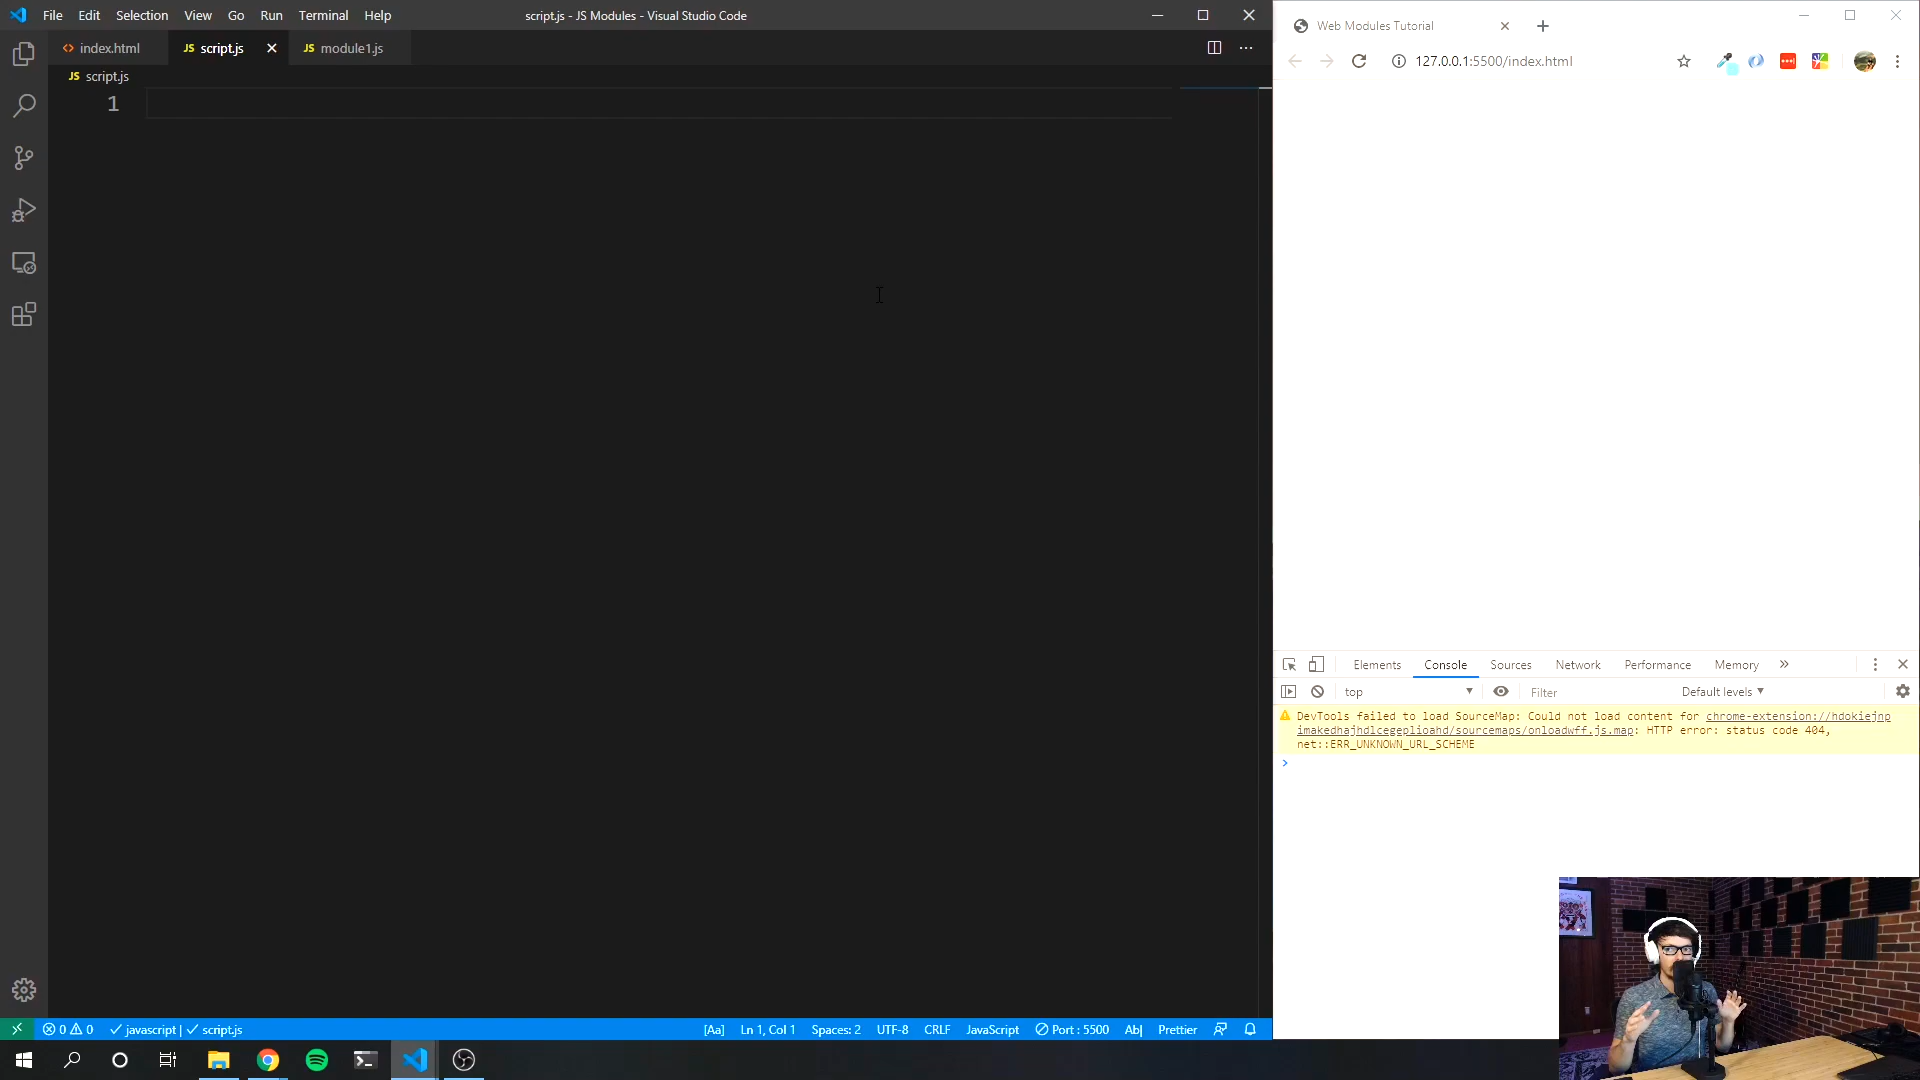 File Edit Selection View Go Run Terminal Help
script.js - JS Modules - Visual Studio Code
<> index.html
JS script.js
JS module1.js
JS script.js
1
0 0 javascript | script.js
[Aa] Ln 1, Col 1 Spaces: 2 UTF-8 CRLF JavaScript Port : 5500 Ab| Prettier
Web Modules Tutorial
127.0.0.1:5500/index.html
Elements Console Sources Network Performance Memory »
top Filter Default levels
DevTools failed to load SourceMap: Could not load content for chrome-extension://hdokiejnp
imakedhajhdlcegeplioahd/sourcemaps/onloadwff.js.map: HTTP error: status code 404,
net::ERR_UNKNOWN_URL_SCHEME